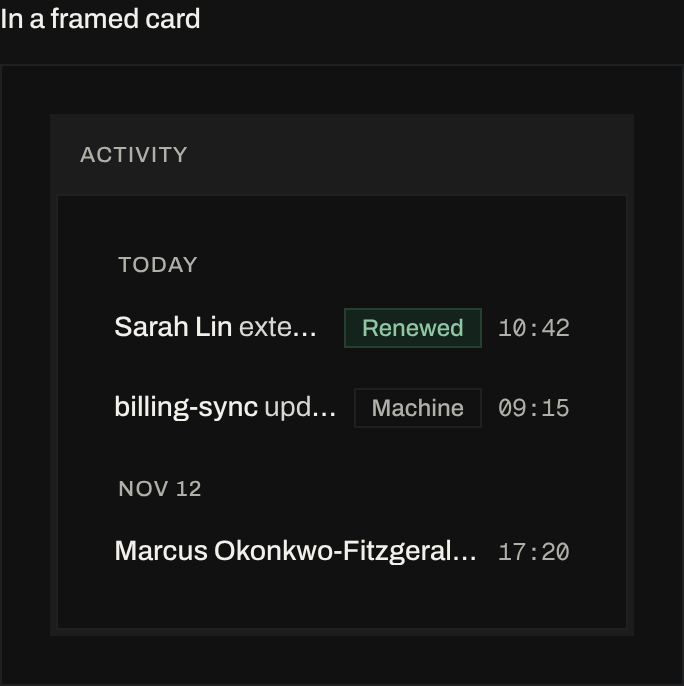 In a framed card
ACTIVITY
TODAY
Sarah Lin exte... Renewed 10:42
billing-sync upd... Machine 09:15
NOV 12
Marcus Okonkwo-Fitzgeral... 17:20